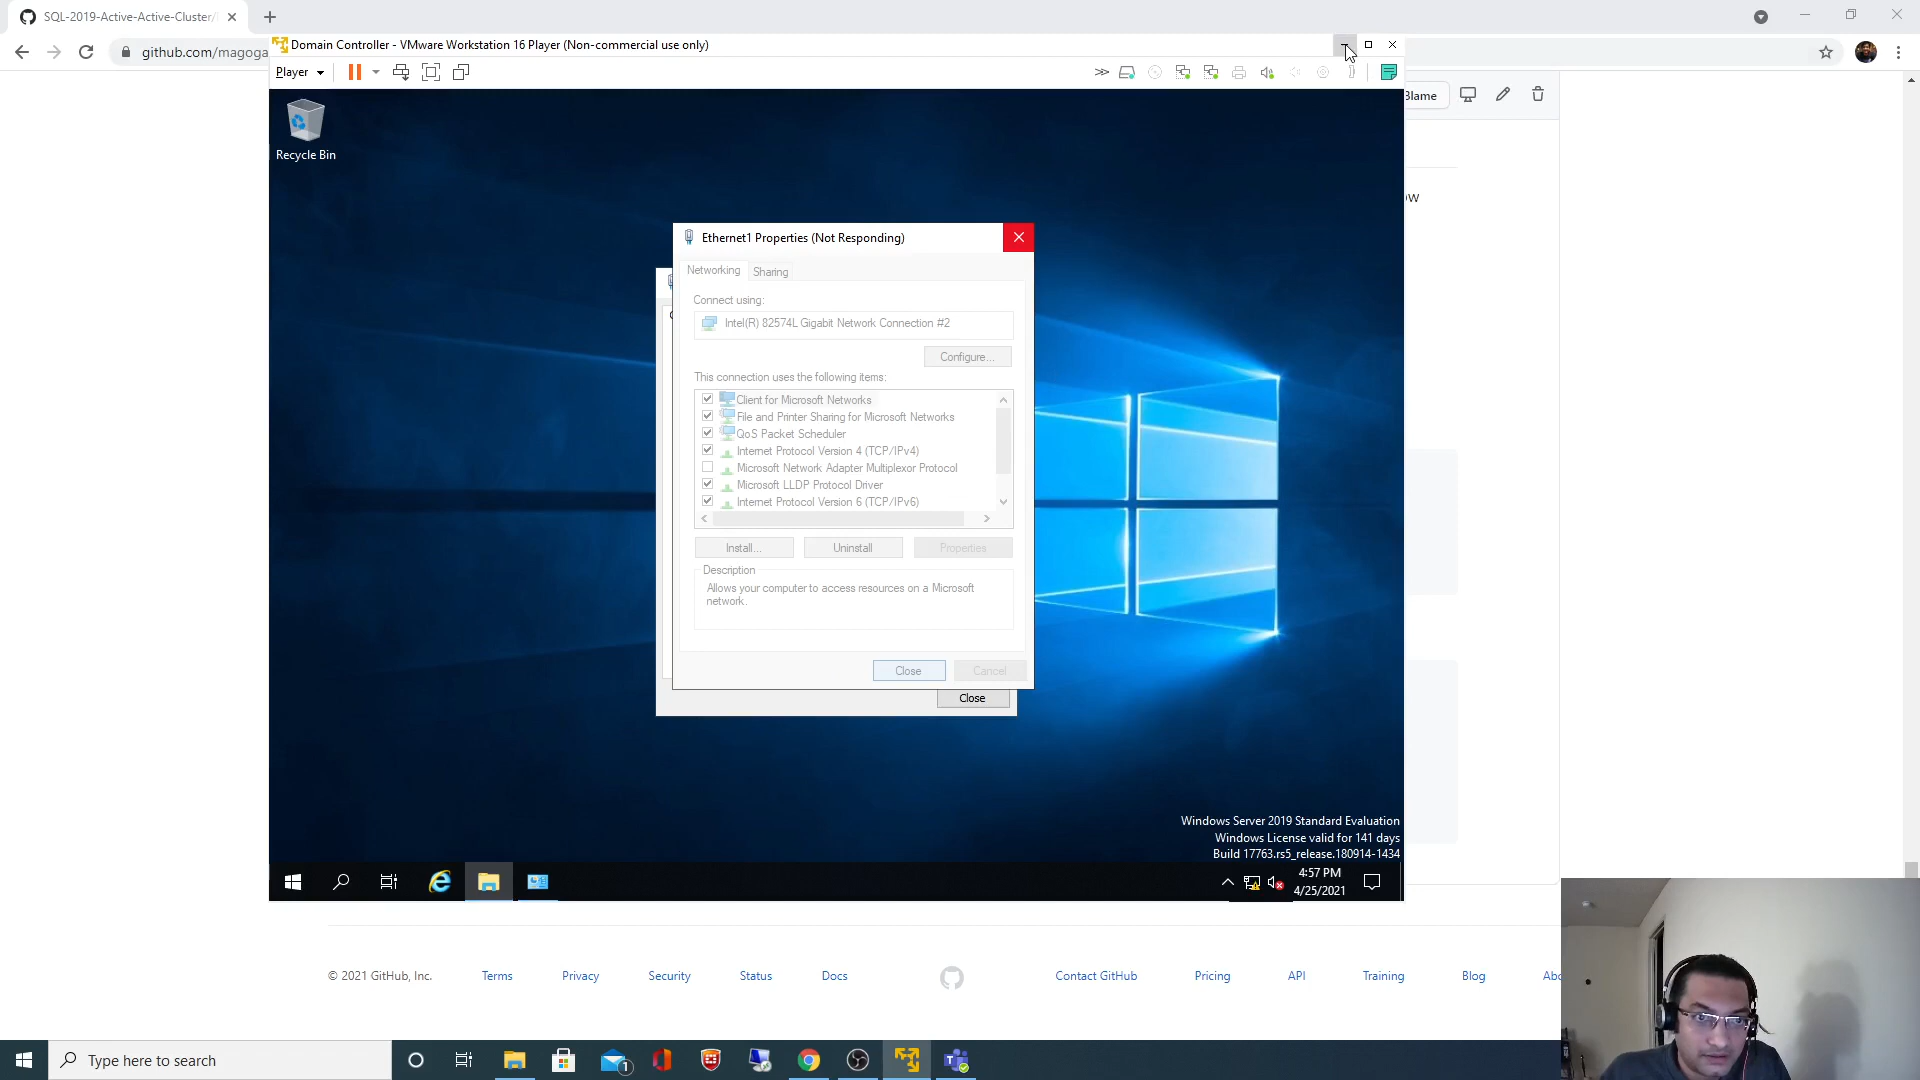 SQL-2019-Active-Active-Cluster/
github.com/magoga
Domain Controller - VMware Workstation 16 Player (Non-commercial use only)
Player
Blame
Recycle Bin
Ethernet1 Properties (Not Responding)
Networking
Sharing
Connect using:
Intel(R) 82574L Gigabit Network Connection #2
Configure...
This connection uses the following items:
Client for Microsoft Networks
File and Printer Sharing for Microsoft Networks
QoS Packet Scheduler
Internet Protocol Version 4 (TCP/IPv4)
Microsoft Network Adapter Multiplexor Protocol
Microsoft LLDP Protocol Driver
Internet Protocol Version 6 (TCP/IPv6)
Install...
Uninstall
Properties
Description
Allows your computer to access resources on a Microsoft
network.
Close
Cancel
Close
Windows Server 2019 Standard Evaluation
Windows License valid for 141 days
Build 17763.rs5_release.180914-1434
4:57 PM
4/25/2021
© 2021 GitHub, Inc.
Terms
Privacy
Security
Status
Docs
Contact GitHub
Pricing
API
Training
Blog
Type here to search
1